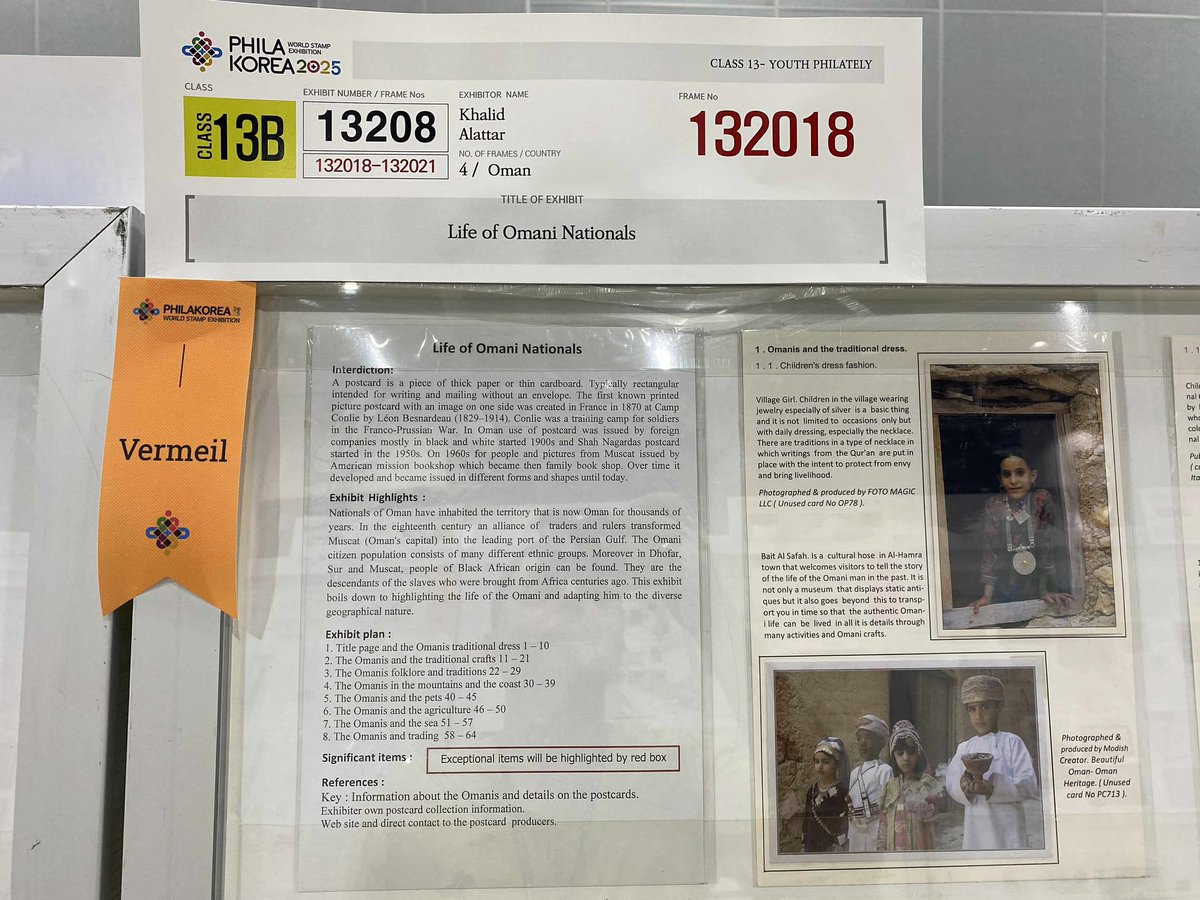 PHILA KOREA2025
WORLD STAMP EXHIBITION
CLASS 13- YOUTH PHILATELY
CLASS
CLASS 13B
EXHIBIT NUMBER / FRAME Nos
13208
132018-132021
EXHIBITOR NAME
Khalid
Alattar
NO. OF FRAMES / COUNTRY
4 / Oman
FRAME No
132018
TITLE OF EXHIBIT
Life of Omani Nationals
PHILAKOREA
WORLD STAMP EXHIBITION
Vermeil
Life of Omani Nationals
Interdiction:
A postcard is a piece of thick paper or thin cardboard. Typically rectangular
intended for writing and mailing without an envelope. The first known printed
picture postcard with an image on one side was created in France in 1870 at Camp
Conlie by Léon Besnardeau (1829–1914). Conlie was a training camp for soldiers
in the Franco-Prussian War. In Oman use of postcard was issued by foreign
companies mostly in black and white started 1900s and Shah Nagardas postcard
started in the 1950s. On 1960s for people and pictures from Muscat issued by
American mission bookshop which became then family book shop. Over time it
developed and became issued in different forms and shapes until today.
Exhibit Highlights :
Nationals of Oman have inhabited the territory that is now Oman for thousands of
years. In the eighteenth century an alliance of traders and rulers transformed
Muscat (Oman's capital) into the leading port of the Persian Gulf. The Omani
citizen population consists of many different ethnic groups. Moreover in Dhofar,
Sur and Muscat, people of Black African origin can be found. They are the
descendants of the slaves who were brought from Africa centuries ago. This exhibit
boils down to highlighting the life of the Omani and adapting him to the diverse
geographical nature.
Exhibit plan :
1. Title page and the Omanis traditional dress 1 – 10
2. The Omanis and the traditional crafts 11 – 21
3. The Omanis folklore and traditions 22 – 29
4. The Omanis in the mountains and the coast 30 – 39
5. The Omanis and the pets 40 – 45
6. The Omanis and the agriculture 46 – 50
7. The Omanis and the sea 51 – 57
8. The Omanis and trading 58 – 64
Significant items :
Exceptional items will be highlighted by red box
References :
Key : Information about the Omanis and details on the postcards.
Exhibiter own postcard collection information.
Web site and direct contact to the postcard producers.
1 . Omanis and the traditional dress.
1 . 1 . Children's dress fashion.
Village Girl. Children in the village wearing
jewelry especially of silver is a basic thing
and it is not limited to occasions only but
with daily dressing, especially the necklace.
There are traditions in a type of necklace in
which writings from the Qur'an are put in
place with the intent to protect from envy
and bring livelihood.
Photographed & produced by FOTO MAGIC
LLC ( Unused card No OP78 ).
Bait Al Safah. Is a cultural hose in Al-Hamra
town that welcomes visitors to tell the story
of the life of the Omani man in the past. It is
not only a museum that displays static anti-
ques but it also goes beyond this to transp-
ort you in time so that the authentic Oman-
i life can be lived in all it is details through
many activities and Omani crafts.
Photographed &
produced by Modish
Creator. Beautiful
Oman- Oman
Heritage. ( Unused
card No PC713 ).